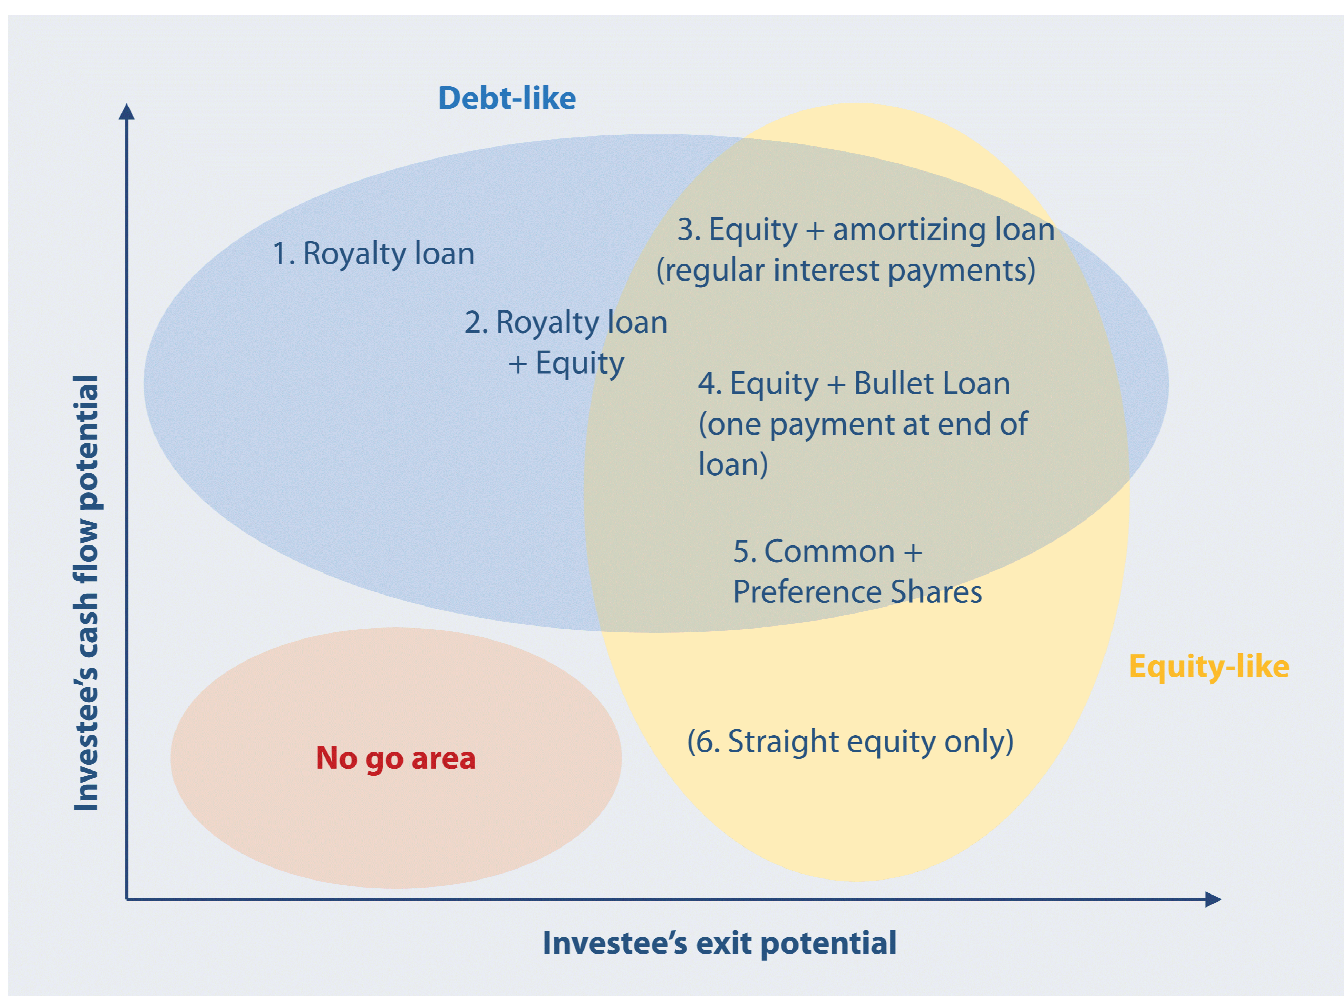 Debt-like
1. Royalty loan
2. Royalty loan
+ Equity
3. Equity + amortizing loan
(regular interest payments)
4. Equity + Bullet Loan
(one payment at end of
loan)
5. Common +
Preference Shares
Equity-like
(6. Straight equity only)
No go area
Investee’s cash flow potential
Investee’s exit potential